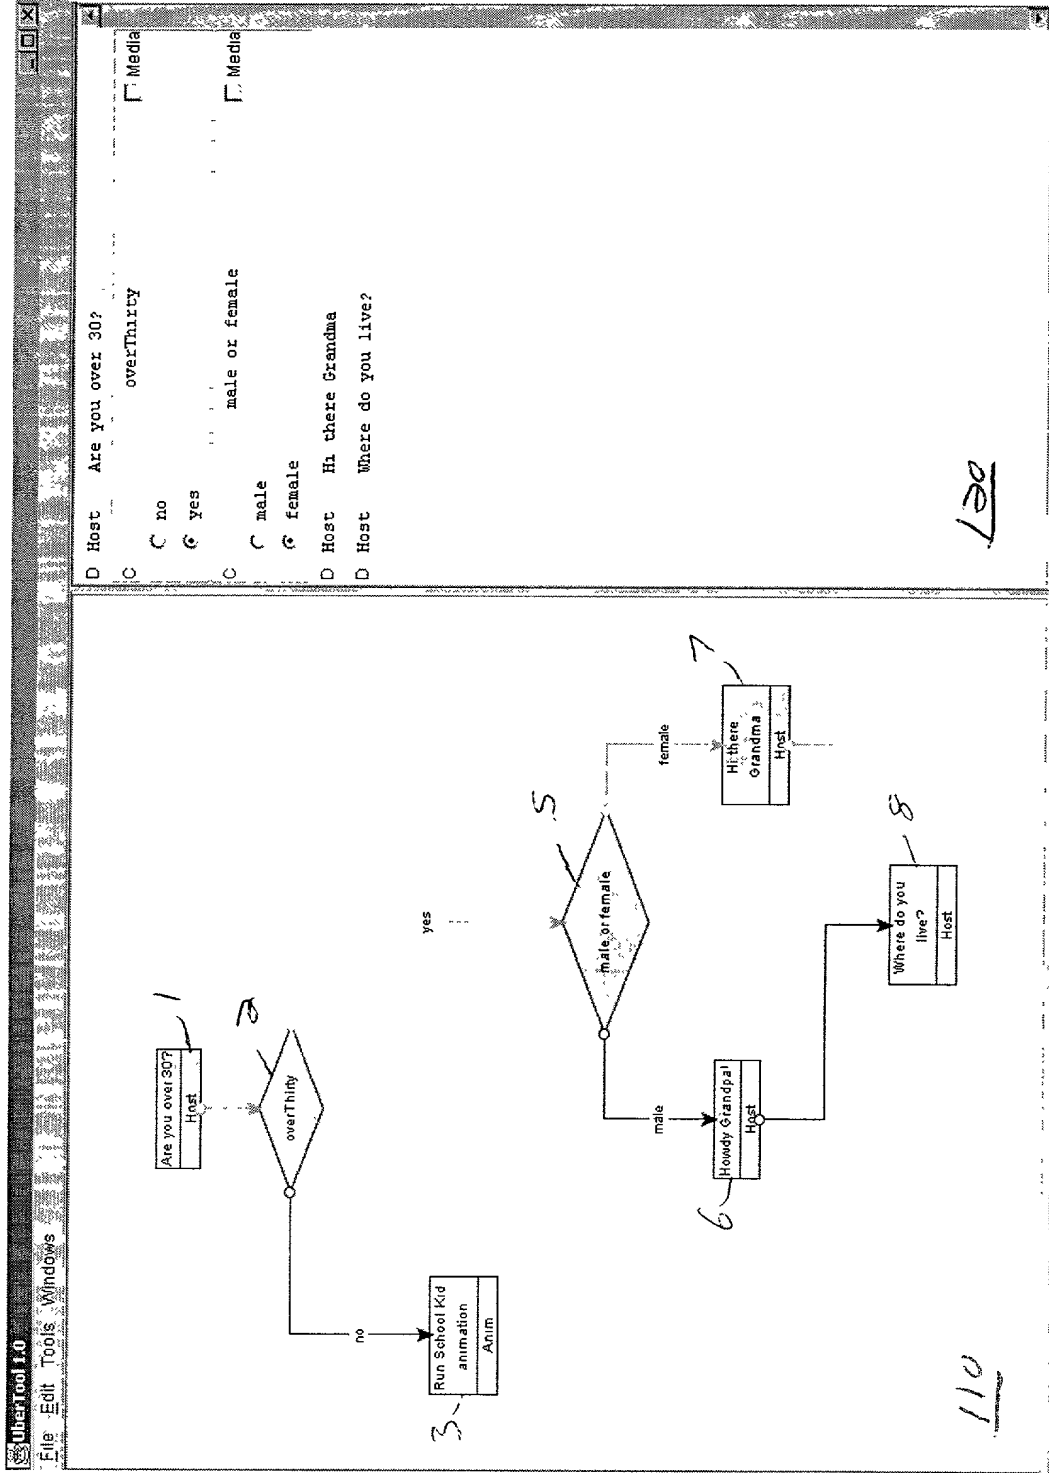 UberTool 1.0
File Edit Tools Windows
Are you over 30?
Host
1
overThirty
2
no
yes
Run School Kid
animation
Anim
3
male or female
5
male
female
Howdy Grandpa!
Host
6
Hi there
Grandma
Host
7
Where do you
live?
Host
8
110
D Host Are you over 30?
C overThirty Media
no
yes
C male or female Media
male
female
D Host Hi there Grandma
D Host Where do you live?
120